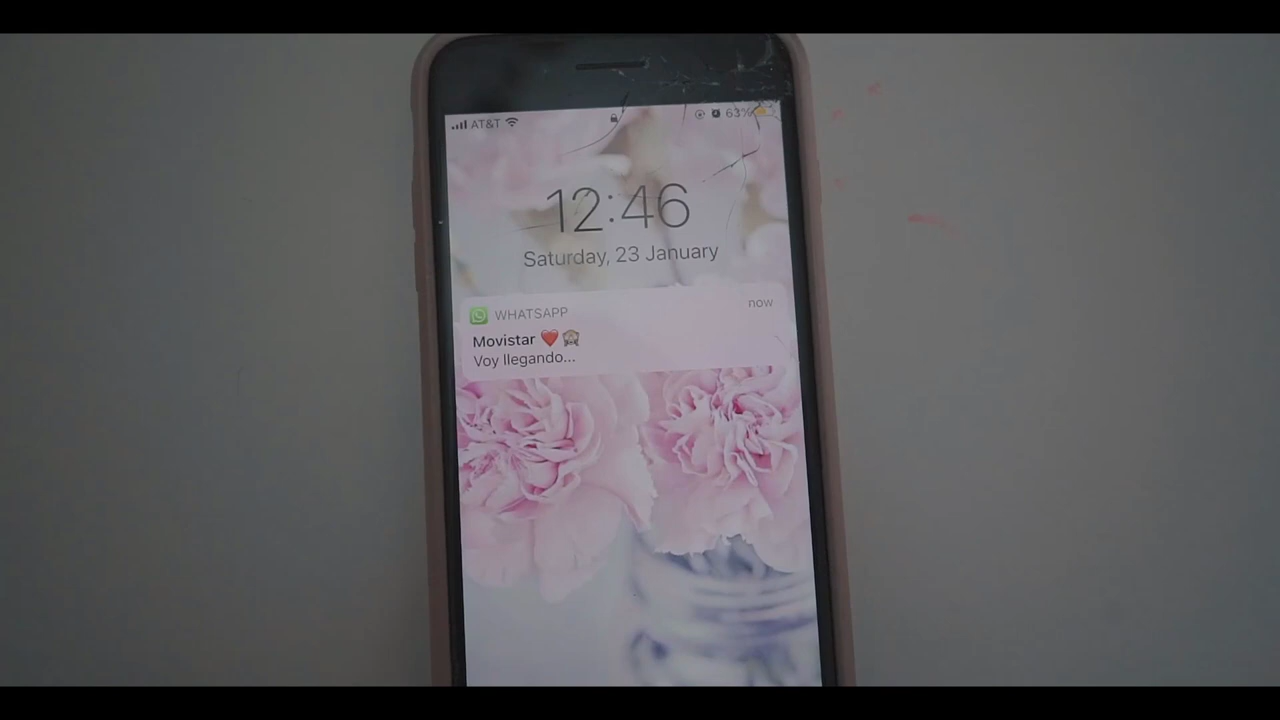 AT&T 63%
12:46
Saturday, 23 January
WHATSAPP now
Movistar ❤️🙈
Voy llegando...